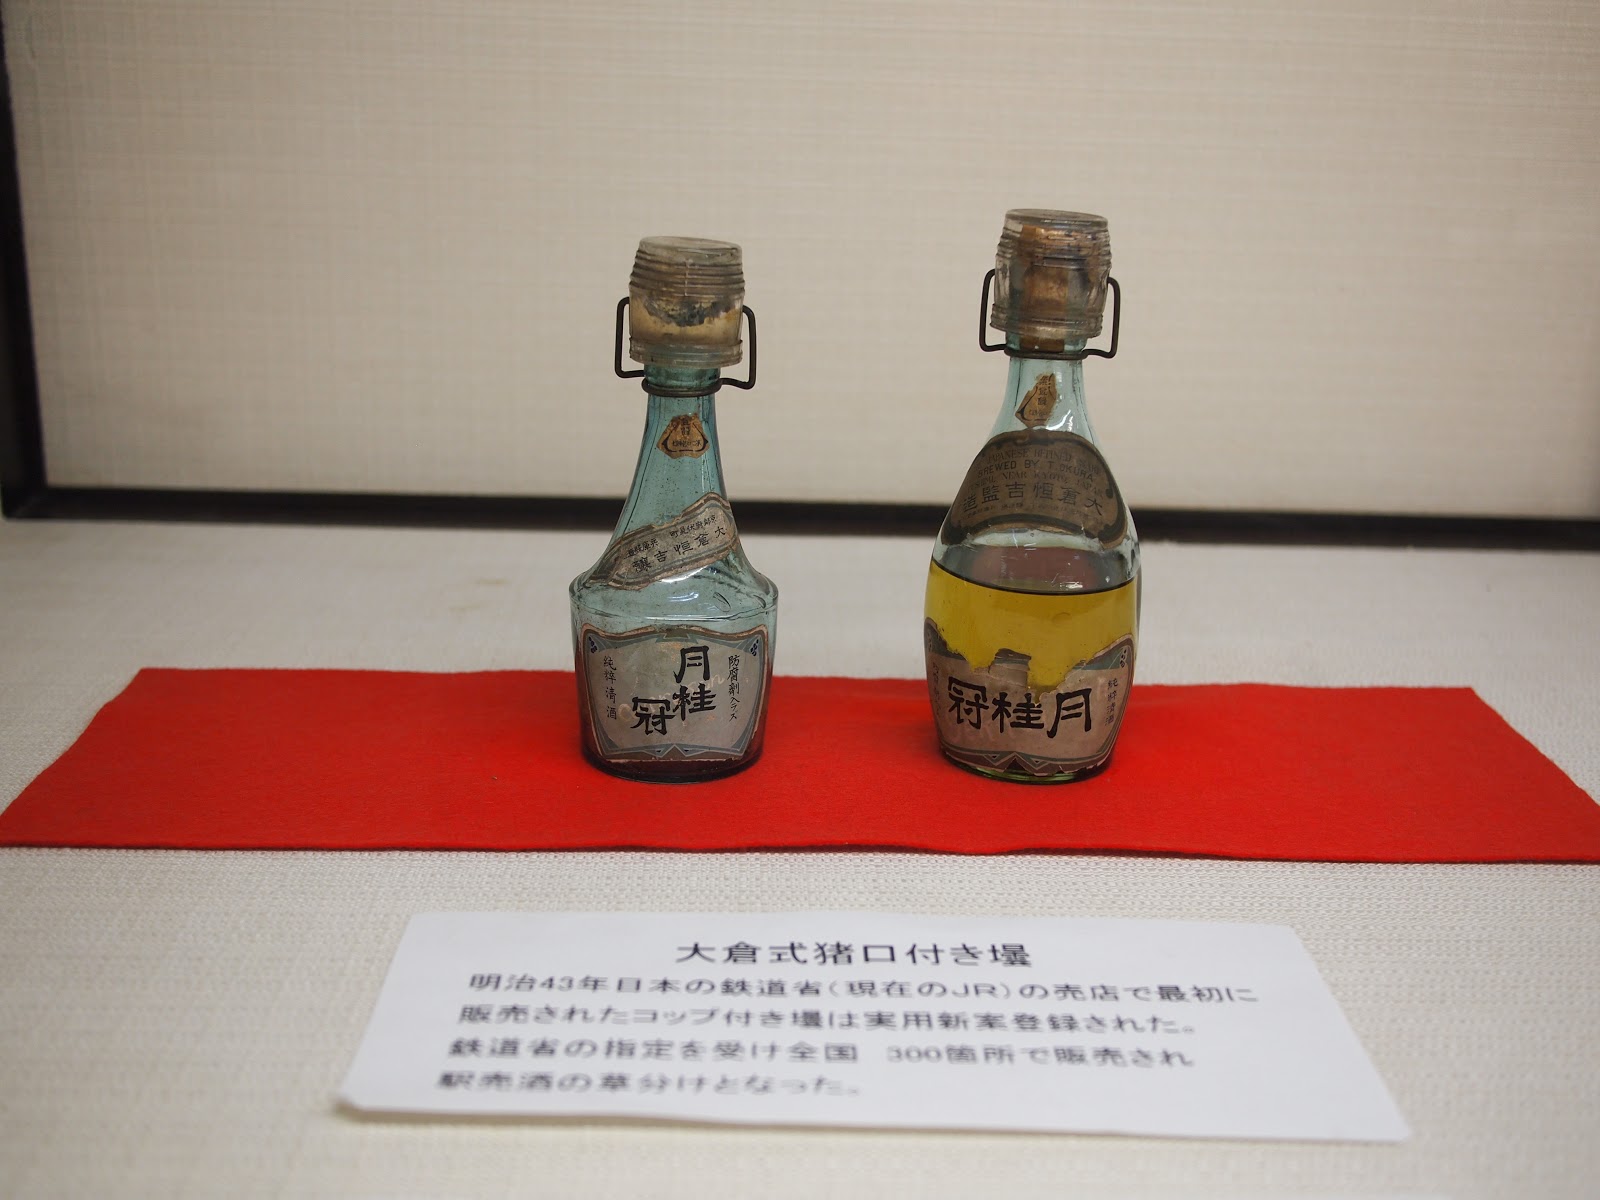 月桂冠
純粋清酒
防腐剤入ラズ
大倉恒吉醸
BREWED BY T. OKURA
大倉恒吉監造
月桂冠
純粋清酒
大倉式猪口付き壜
明治43年日本の鉄道省(現在のJR)の売店で最初に
販売されたコップ付き壜は実用新案登録された。
鉄道省の指定を受け全国 300箇所で販売され
駅売酒の草分けとなった。